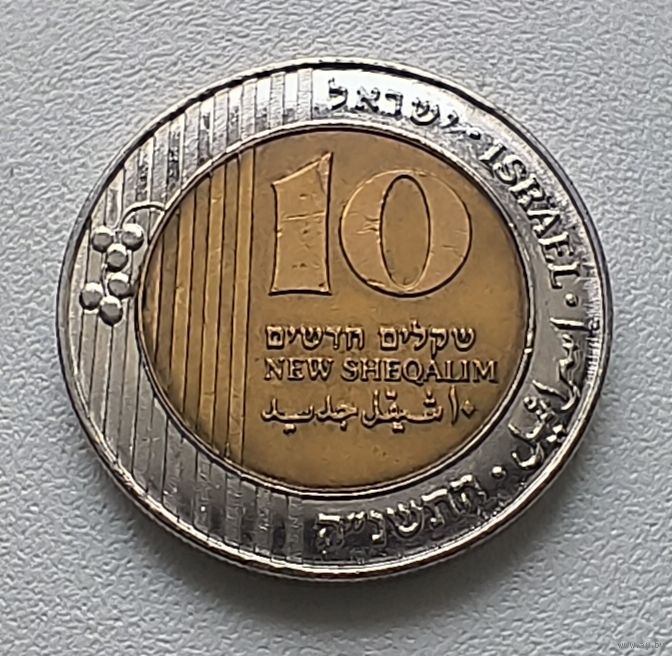 ישראל · ISRAEL · إسرائيل · התשנ״ה
10
שקלים חדשים
NEW SHEQALIM
١٠ شيقل جديد